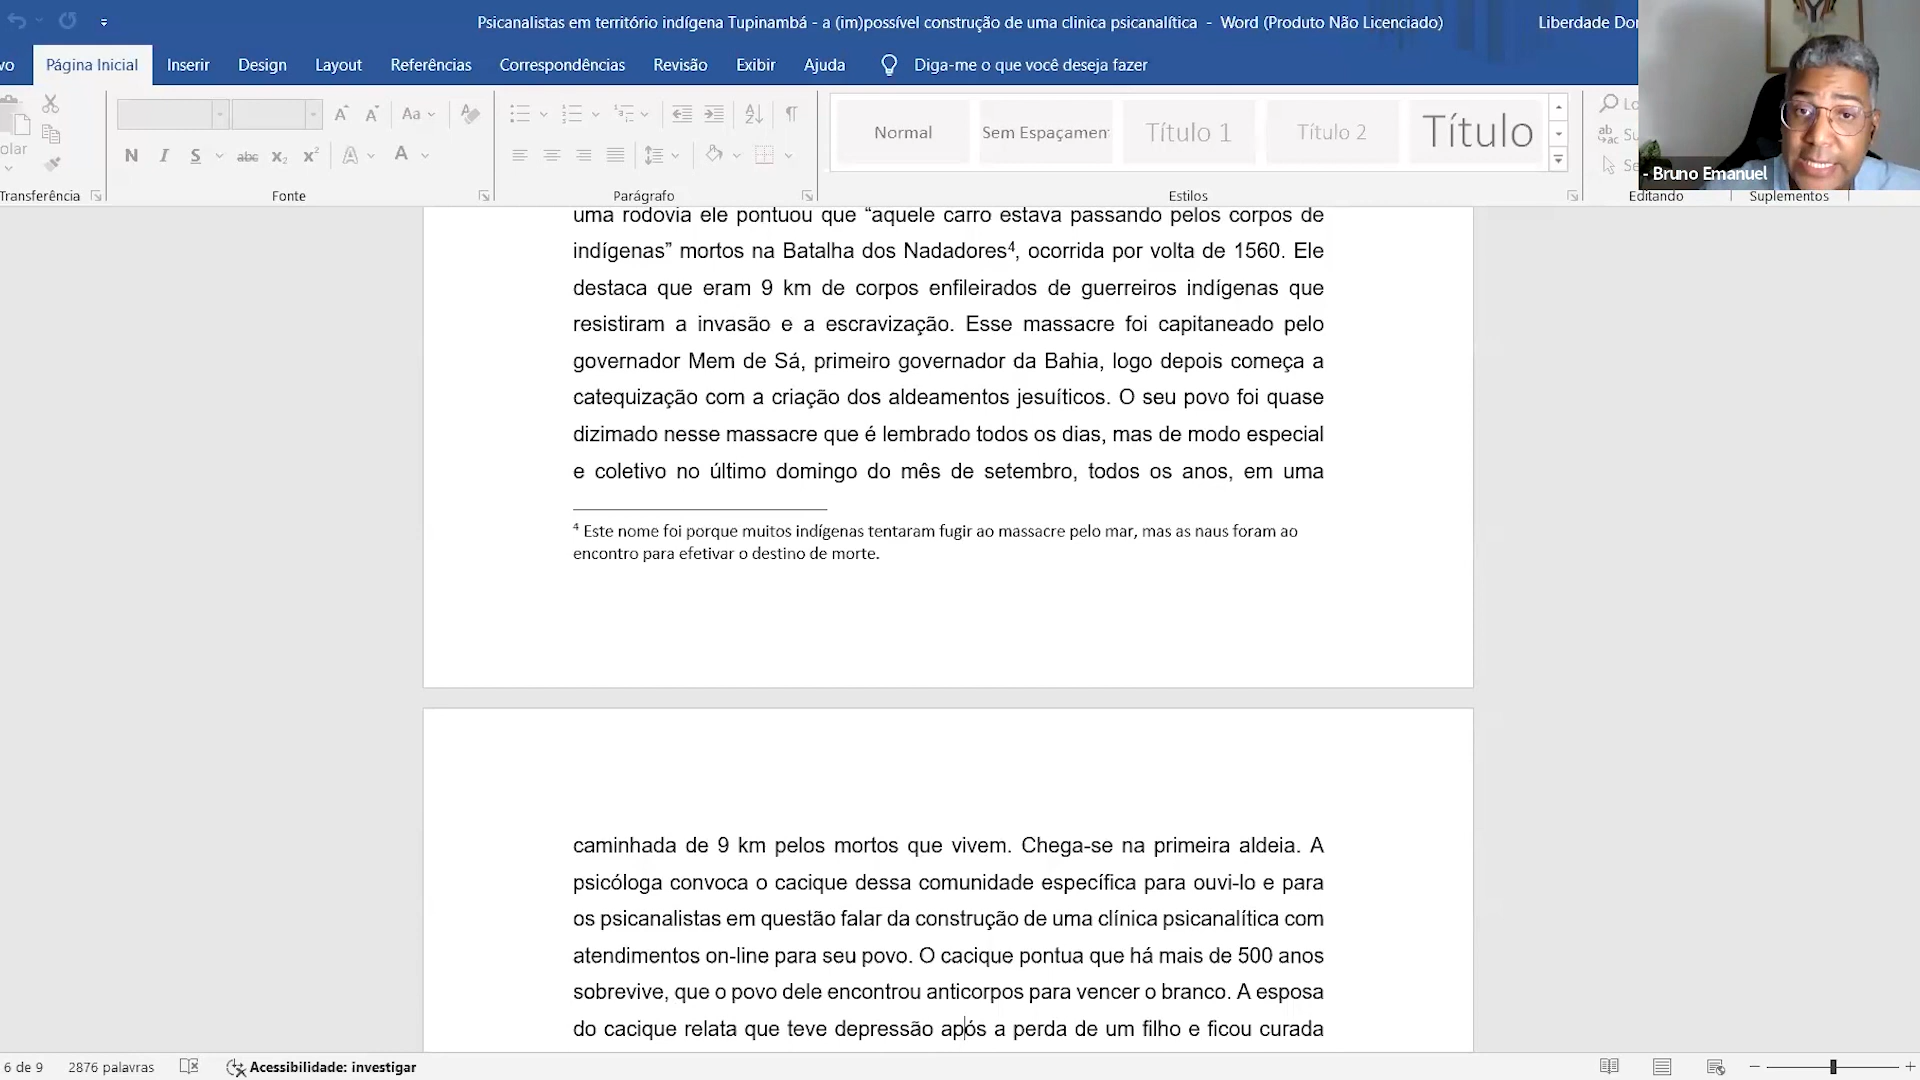 Psicanalistas em território indígena Tupinambá - a (im)possível construção de uma clinica psicanalítica - Word (Produto Não Licenciado)
Liberdade
Página Inicial
Inserir
Design
Layout
Referências
Correspondências
Revisão
Exibir
Ajuda
Diga-me o que você deseja fazer
Normal
Sem Espaçamen
Título 1
Título 2
Título
- Bruno Emanuel
Transferência
Fonte
Parágrafo
Estilos
Editando
Suplementos
uma rodovia ele pontuou que “aquele carro estava passando pelos corpos de
indígenas” mortos na Batalha dos Nadadores⁴, ocorrida por volta de 1560. Ele
destaca que eram 9 km de corpos enfileirados de guerreiros indígenas que
resistiram a invasão e a escravização. Esse massacre foi capitaneado pelo
governador Mem de Sá, primeiro governador da Bahia, logo depois começa a
catequização com a criação dos aldeamentos jesuíticos. O seu povo foi quase
dizimado nesse massacre que é lembrado todos os dias, mas de modo especial
e coletivo no último domingo do mês de setembro, todos os anos, em uma
⁴ Este nome foi porque muitos indígenas tentaram fugir ao massacre pelo mar, mas as naus foram ao
encontro para efetivar o destino de morte.
caminhada de 9 km pelos mortos que vivem. Chega-se na primeira aldeia. A
psicóloga convoca o cacique dessa comunidade específica para ouvi-lo e para
os psicanalistas em questão falar da construção de uma clínica psicanalítica com
atendimentos on-line para seu povo. O cacique pontua que há mais de 500 anos
sobrevive, que o povo dele encontrou anticorpos para vencer o branco. A esposa
do cacique relata que teve depressão após a perda de um filho e ficou curada
6 de 9
2876 palavras
Acessibilidade: investigar